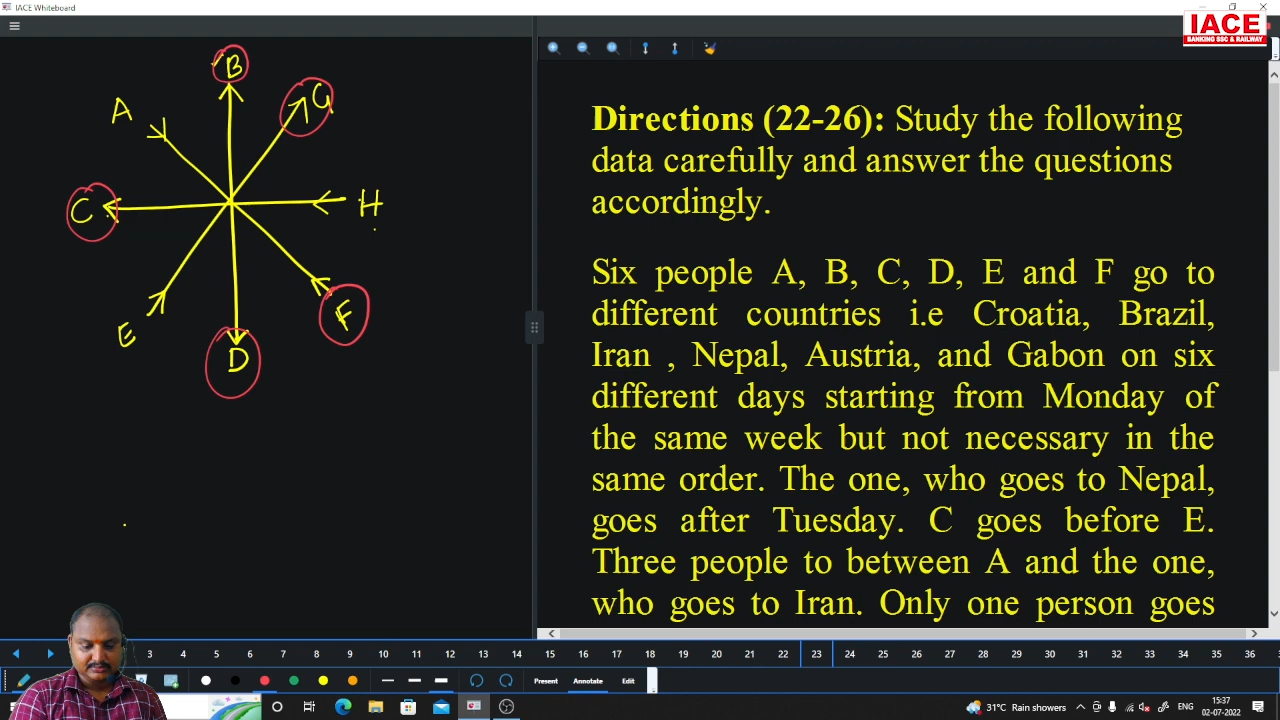 IACE Whiteboard
IACE
BANKING SSC & RAILWAY
B
G
A
C
H
E
F
D
Directions (22-26): Study the following
data carefully and answer the questions
accordingly.
Six people A, B, C, D, E and F go to
different countries i.e Croatia, Brazil,
Iran , Nepal, Austria, and Gabon on six
different days starting from Monday of
the same week but not necessary in the
same order. The one, who goes to Nepal,
goes after Tuesday. C goes before E.
Three people to between A and the one,
who goes to Iran. Only one person goes
3 4 5 6 7 8 9 10 11 12 13 14 15 16 17 18 19 20 21 22 23 24 25 26 27 28 29 30 31 32 33 34 35 36
Present Annotate Edit
31°C Rain showers
ENG
15:37
02-07-2022